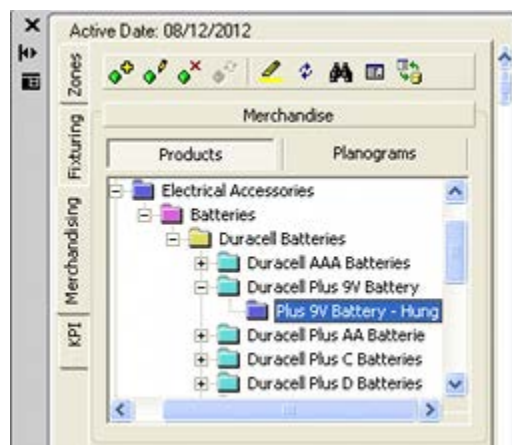 Active Date: 08/12/2012
Zones
Fixturing
Merchandising
KPI
Merchandise
Products
Planograms
Electrical Accessories
Batteries
Duracell Batteries
Duracell AAA Batteries
Duracell Plus 9V Battery
Plus 9V Battery - Hung
Duracell Plus AA Batterie
Duracell Plus C Batteries
Duracell Plus D Batteries